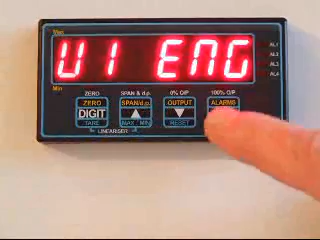 Max
U1 ENG
AL1
AL2
AL3
AL4
Min
ZERO SPAN & d.p. 0% O/P 100% O/P
ZERO SPAN/d.p. OUTPUT ALARMS
DIGIT
TARE MAX / MIN RESET
LINEARISER